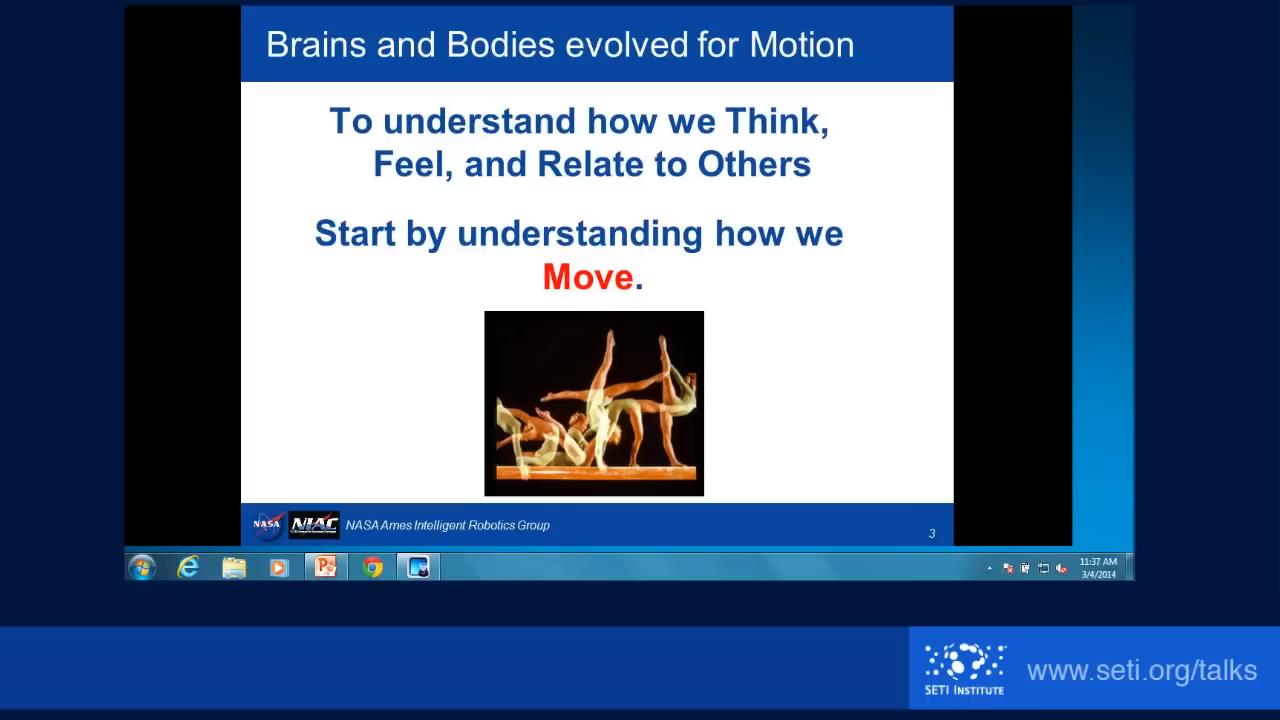 Brains and Bodies evolved for Motion
To understand how we Think,
Feel, and Relate to Others
Start by understanding how we
Move.
NASA
NIAC
NASA Ames Intelligent Robotics Group
3
11:37 AM
3/4/2014
SETI INSTITUTE
www.seti.org/talks